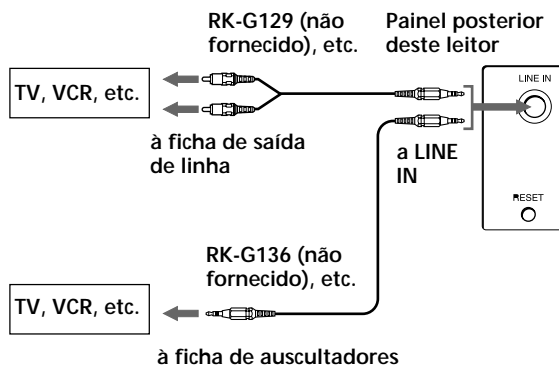 RK-G129 (não
fornecido), etc.
Painel posterior
deste leitor
TV, VCR, etc.
LINE IN
à ficha de saída
de linha
a LINE
IN
RESET
RK-G136 (não
fornecido), etc.
TV, VCR, etc.
à ficha de auscultadores